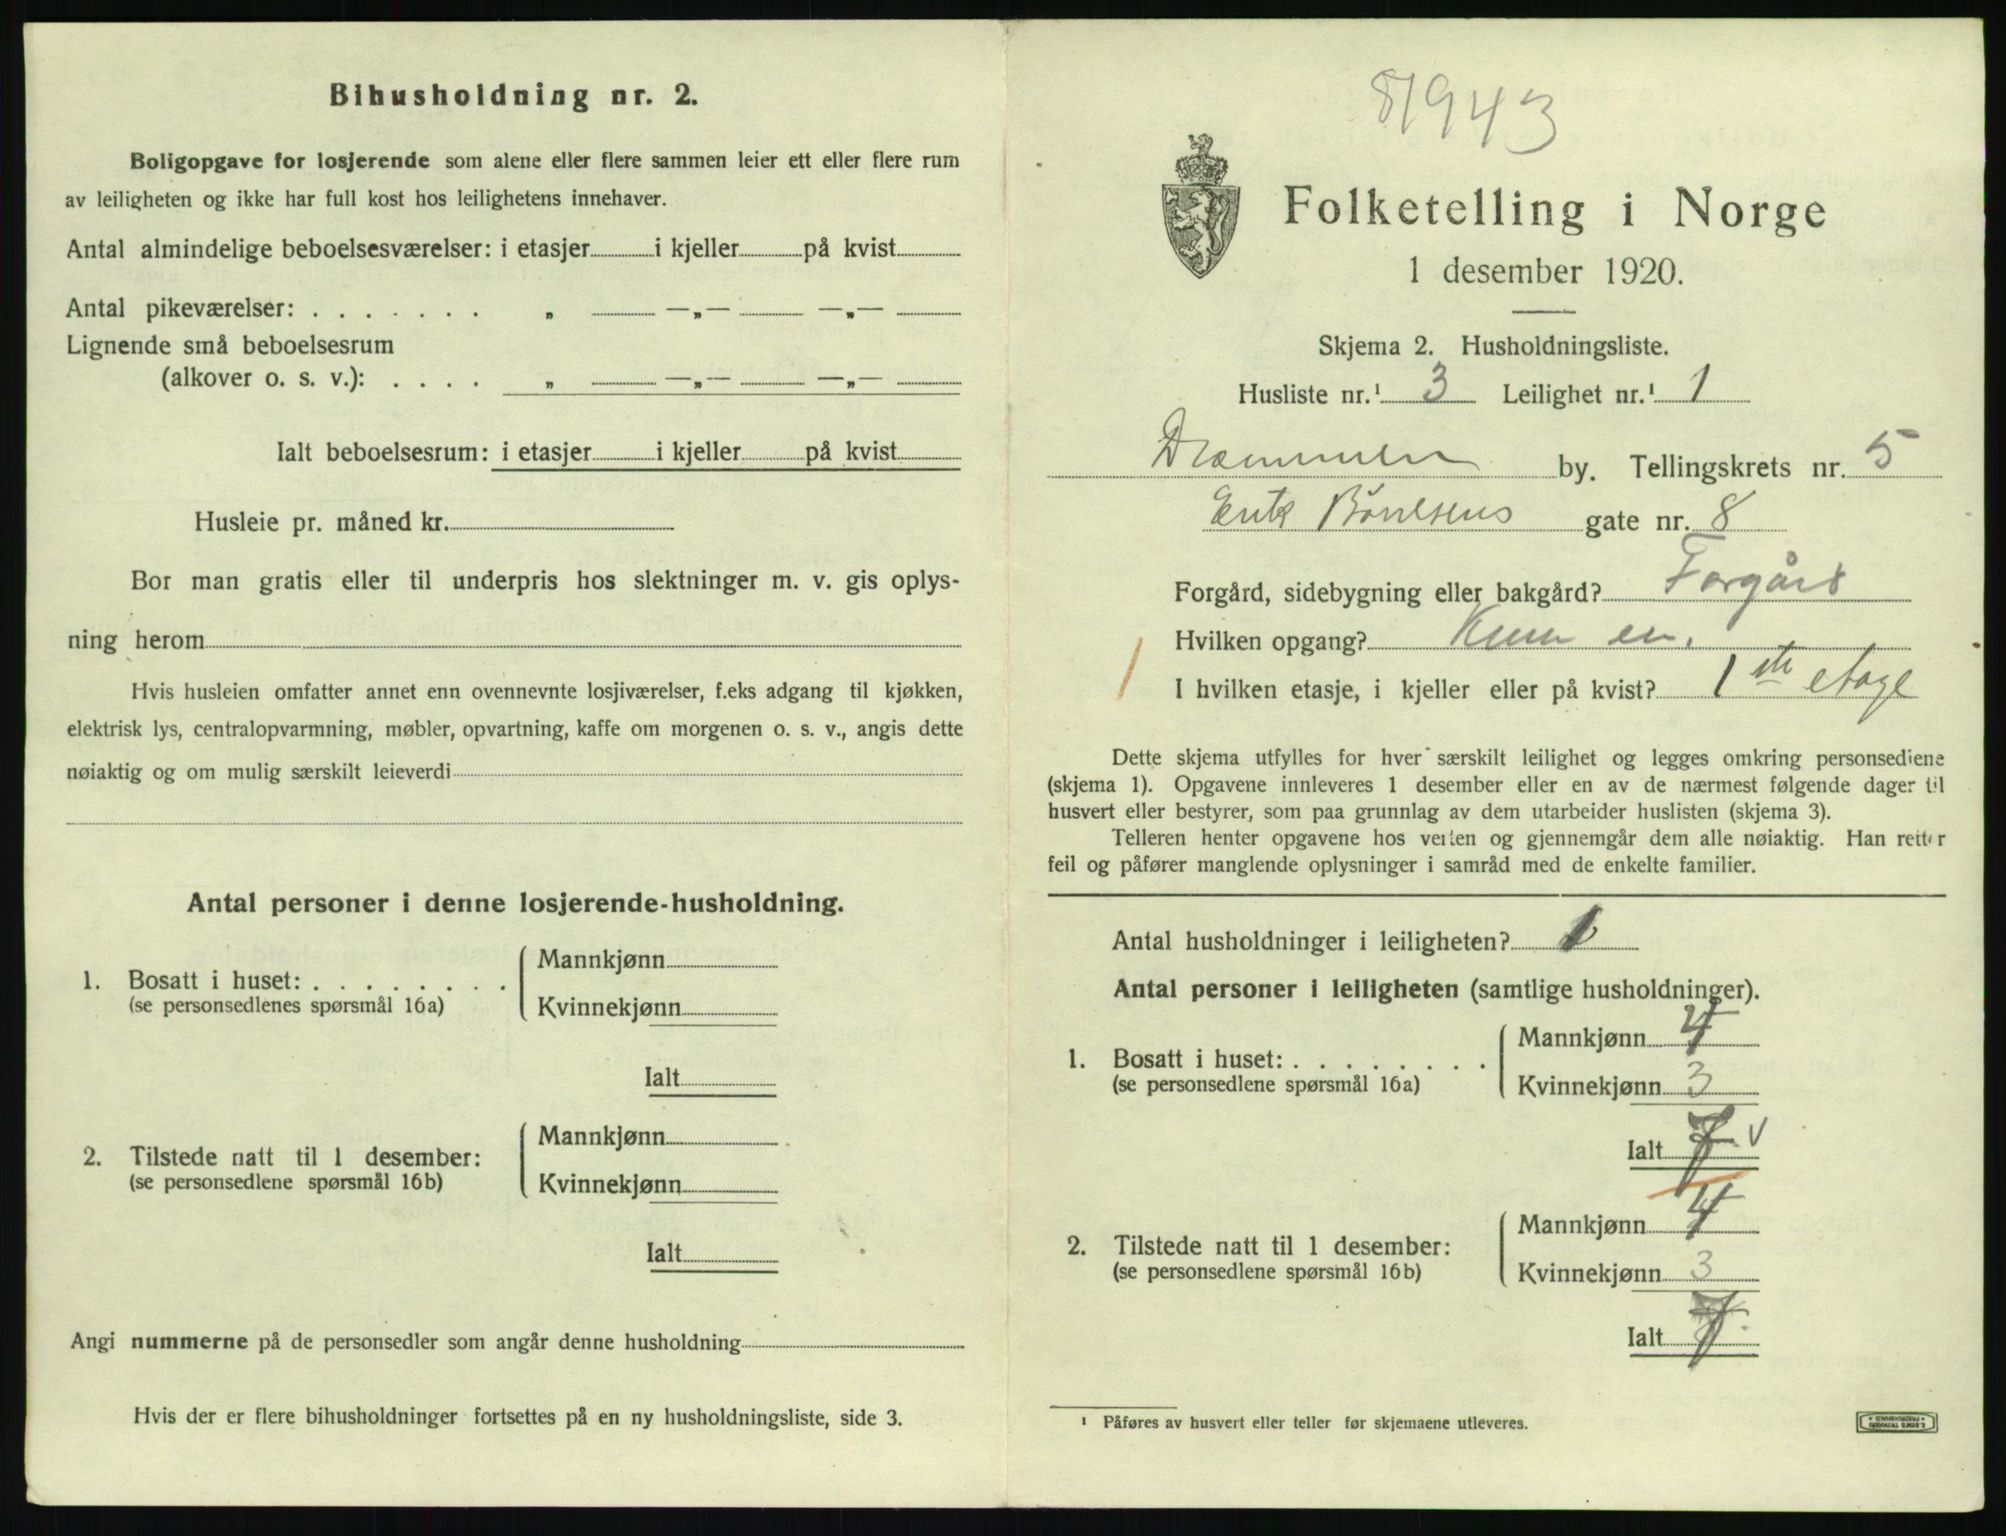 Bihusholdning nr. 2.
Boligopgave for losjerende som alene eller flere sammen leier ett eller flere rum
av leiligheten og ikke har full kost hos leilighetens innehaver.
Antal almindelige beboelsesværelser: i etasjer i kjeller på kvist
Antal pikeværelser: . . . . . . . „ —„— —„—
Lignende små beboelsesrum
(alkover o. s. v.): . . . . „ —„— —„—
Ialt beboelsesrum: i etasjer i kjeller på kvist
Husleie pr. måned kr.
Bor man gratis eller til underpris hos slektninger m. v. gis oplys-
ning herom
Hvis husleien omfatter annet enn ovennevnte losjiværelser, f.eks adgang til kjøkken,
elektrisk lys, centralopvarmning, møbler, opvartning, kaffe om morgenen o. s. v., angis dette
nøiaktig og om mulig særskilt leieverdi
Antal personer i denne losjerende-husholdning.
1. Bosatt i huset: . . . . . . . . Mannkjønn
(se personsedlenes spørsmål 16a) Kvinnekjønn
Ialt
2. Tilstede natt til 1 desember: Mannkjønn
(se personsedlene spørsmål 16b) Kvinnekjønn
Ialt
Angi nummerne på de personsedler som angår denne husholdning
Hvis der er flere bihusholdninger fortsettes på en ny husholdningsliste, side 3.
81943
Folketelling i Norge
1 desember 1920.
Skjema 2. Husholdningsliste.
Husliste nr.¹ 3 Leilighet nr.¹ 1
Drammen by. Tellingskrets nr. 5
Erik Børresens gate nr. 8
Forgård, sidebygning eller bakgård? Forgård
Hvilken opgang? Kun en.
1 I hvilken etasje, i kjeller eller på kvist? 1ste etage
Dette skjema utfylles for hver særskilt leilighet og legges omkring personsedlene
(skjema 1). Opgavene innleveres 1 desember eller en av de nærmest følgende dager til
husvert eller bestyrer, som paa grunnlag av dem utarbeider huslisten (skjema 3).
Telleren henter opgavene hos verten og gjennemgår dem alle nøiaktig. Han retter
feil og påfører manglende oplysninger i samråd med de enkelte familier.
Antal husholdninger i leiligheten? 1
Antal personer i leiligheten (samtlige husholdninger).
1. Bosatt i huset: . . . . . . . . Mannkjønn 4
(se personsedlene spørsmål 16a) Kvinnekjønn 3
Ialt 7 v
2. Tilstede natt til 1 desember: Mannkjønn 4
(se personsedlene spørsmål 16b) Kvinnekjønn 3
Ialt 7
¹ Påføres av husvert eller teller før skjemaene utleveres.